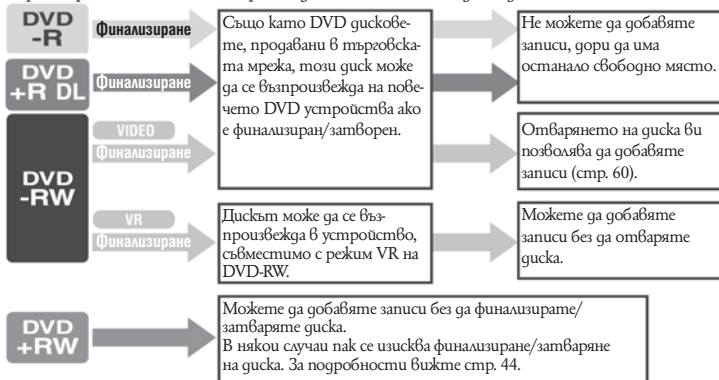 DVD
-R
Финализиране
Също като DVD дискове-
те, продавани в търговска-
та мрежа, този диск може
да се възпроизвежда на пове-
чето DVD устройства ако
е финализиран/затворен.
Не можете да добавяте
записи, дори да има
останало свободно място.
DVD
+R DL
Финализиране
DVD
-RW
VIDEO
Финализиране
Отварянето на диска ви
позволява да добавяте
записи (стр. 60).
VR
Финализиране
Дискът може да се въз-
произвежда в устройство,
съвместимо с режим VR на
DVD-RW.
Можете да добавяте
записи без да отваряте
диска.
DVD
+RW
Можете да добавяте записи без да финализирате/
затваряте диска.
В някои случаи пак се изисква финализиране/затваряне
на диска. За подробности вижте стр. 44.